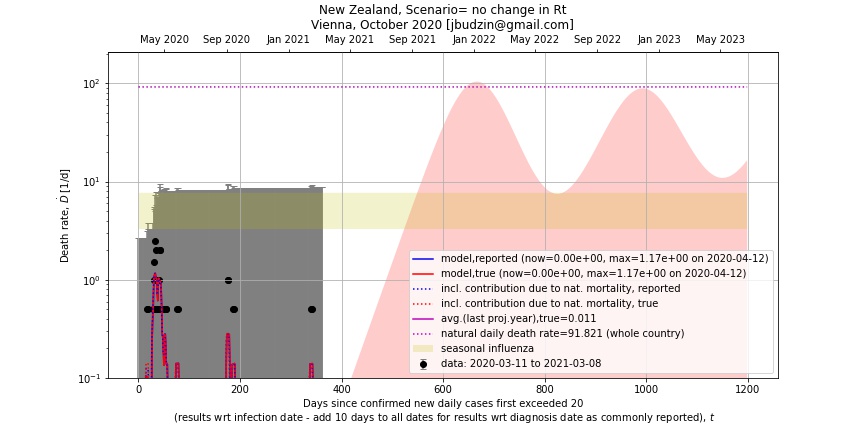 New Zealand, Scenario= no change in Rt
Vienna, October 2020 [jbudzin@gmail.com]
May 2020 Sep 2020 Jan 2021 May 2021 Sep 2021 Jan 2022 May 2022 Sep 2022 Jan 2023 May 2023
10²
10¹
10⁰
10⁻¹
Death rate, Ḋ [1/d]
model,reported (now=0.00e+00, max=1.17e+00 on 2020-04-12)
model,true (now=0.00e+00, max=1.17e+00 on 2020-04-12)
incl. contribution due to nat. mortality, reported
incl. contribution due to nat. mortality, true
avg.(last proj.year),true=0.011
natural daily death rate=91.821 (whole country)
seasonal influenza
data: 2020-03-11 to 2021-03-08
0 200 400 600 800 1000 1200
Days since confirmed new daily cases first exceeded 20
(results wrt infection date - add 10 days to all dates for results wrt diagnosis date as commonly reported), t